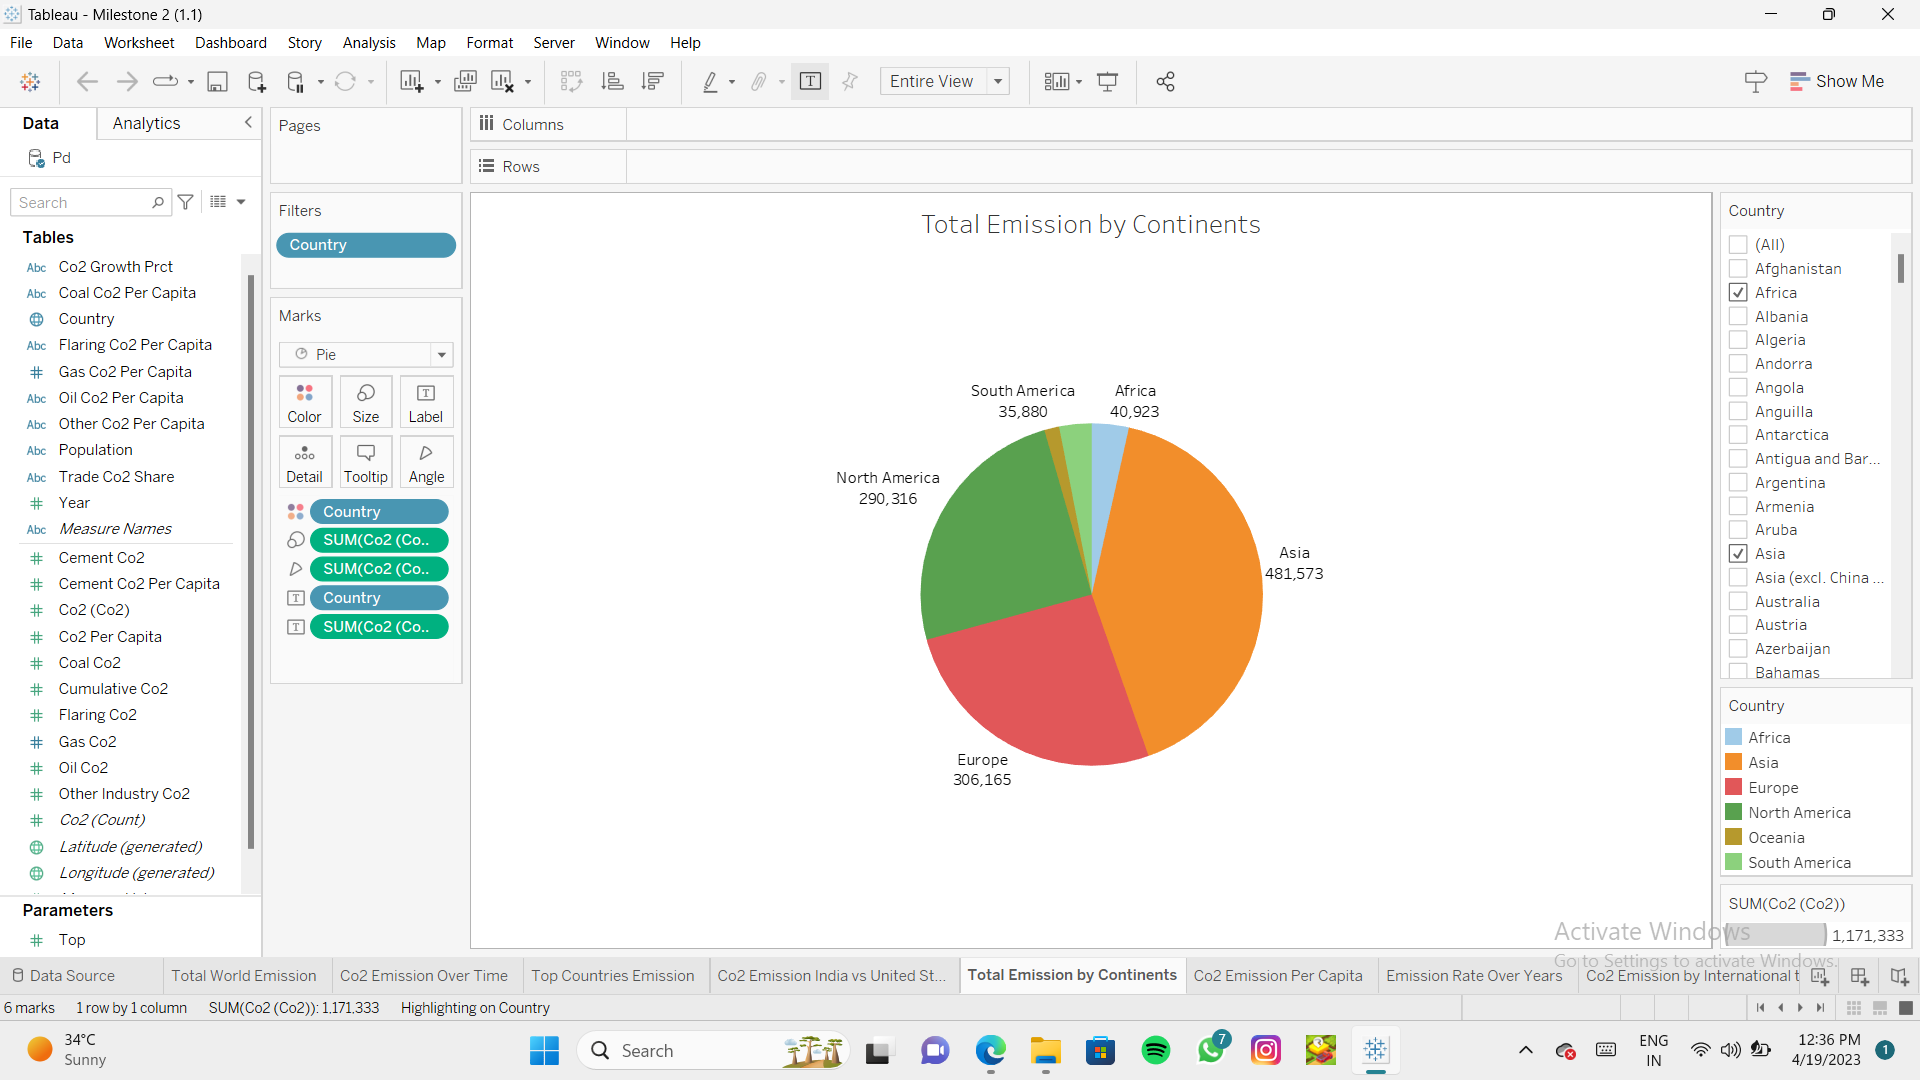 Tableau - Milestone 2 (1.1)
File Data Worksheet Dashboard Story Analysis Map Format Server Window Help
Entire View
Show Me
Data Analytics
Pd
Search
Tables
Abc Co2 Growth Prct
Abc Coal Co2 Per Capita
Country
Abc Flaring Co2 Per Capita
# Gas Co2 Per Capita
Abc Oil Co2 Per Capita
Abc Other Co2 Per Capita
Abc Population
Abc Trade Co2 Share
# Year
Abc Measure Names
# Cement Co2
# Cement Co2 Per Capita
# Co2 (Co2)
# Co2 Per Capita
# Coal Co2
# Cumulative Co2
# Flaring Co2
# Gas Co2
# Oil Co2
# Other Industry Co2
# Co2 (Count)
Latitude (generated)
Longitude (generated)
Parameters
# Top
Pages
Filters
Country
Marks
Pie
Color Size Label
Detail Tooltip Angle
Country
SUM(Co2 (Co..
SUM(Co2 (Co..
Country
SUM(Co2 (Co..
Columns
Rows
Total Emission by Continents
South America
35,880
Africa
40,923
North America
290,316
Asia
481,573
Europe
306,165
Country
(All)
Afghanistan
Africa
Albania
Algeria
Andorra
Angola
Anguilla
Antarctica
Antigua and Bar...
Argentina
Armenia
Aruba
Asia
Asia (excl. China ...
Australia
Austria
Azerbaijan
Bahamas
Country
Africa
Asia
Europe
North America
Oceania
South America
SUM(Co2 (Co2))
1,171,333
Activate Windows
Go to Settings to activate Windows.
Data Source Total World Emission Co2 Emission Over Time Top Countries Emission Co2 Emission India vs United St... Total Emission by Continents Co2 Emission Per Capita Emission Rate Over Years Co2 Emission by International t
6 marks 1 row by 1 column SUM(Co2 (Co2)): 1,171,333 Highlighting on Country
34°C
Sunny
Search
7
ENG
IN
12:36 PM
4/19/2023
1